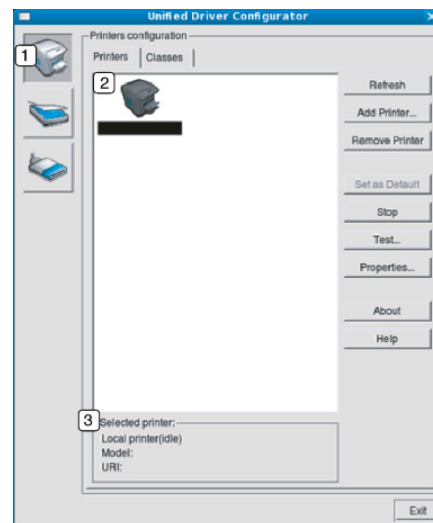 Unified Driver Configurator
Printers configuration
Printers Classes
1
2
Refresh
Add Printer...
Remove Printer
Set as Default
Stop
Test...
Properties...
About
Help
3
Selected printer:
Local printer(idle)
Model:
URI:
Exit